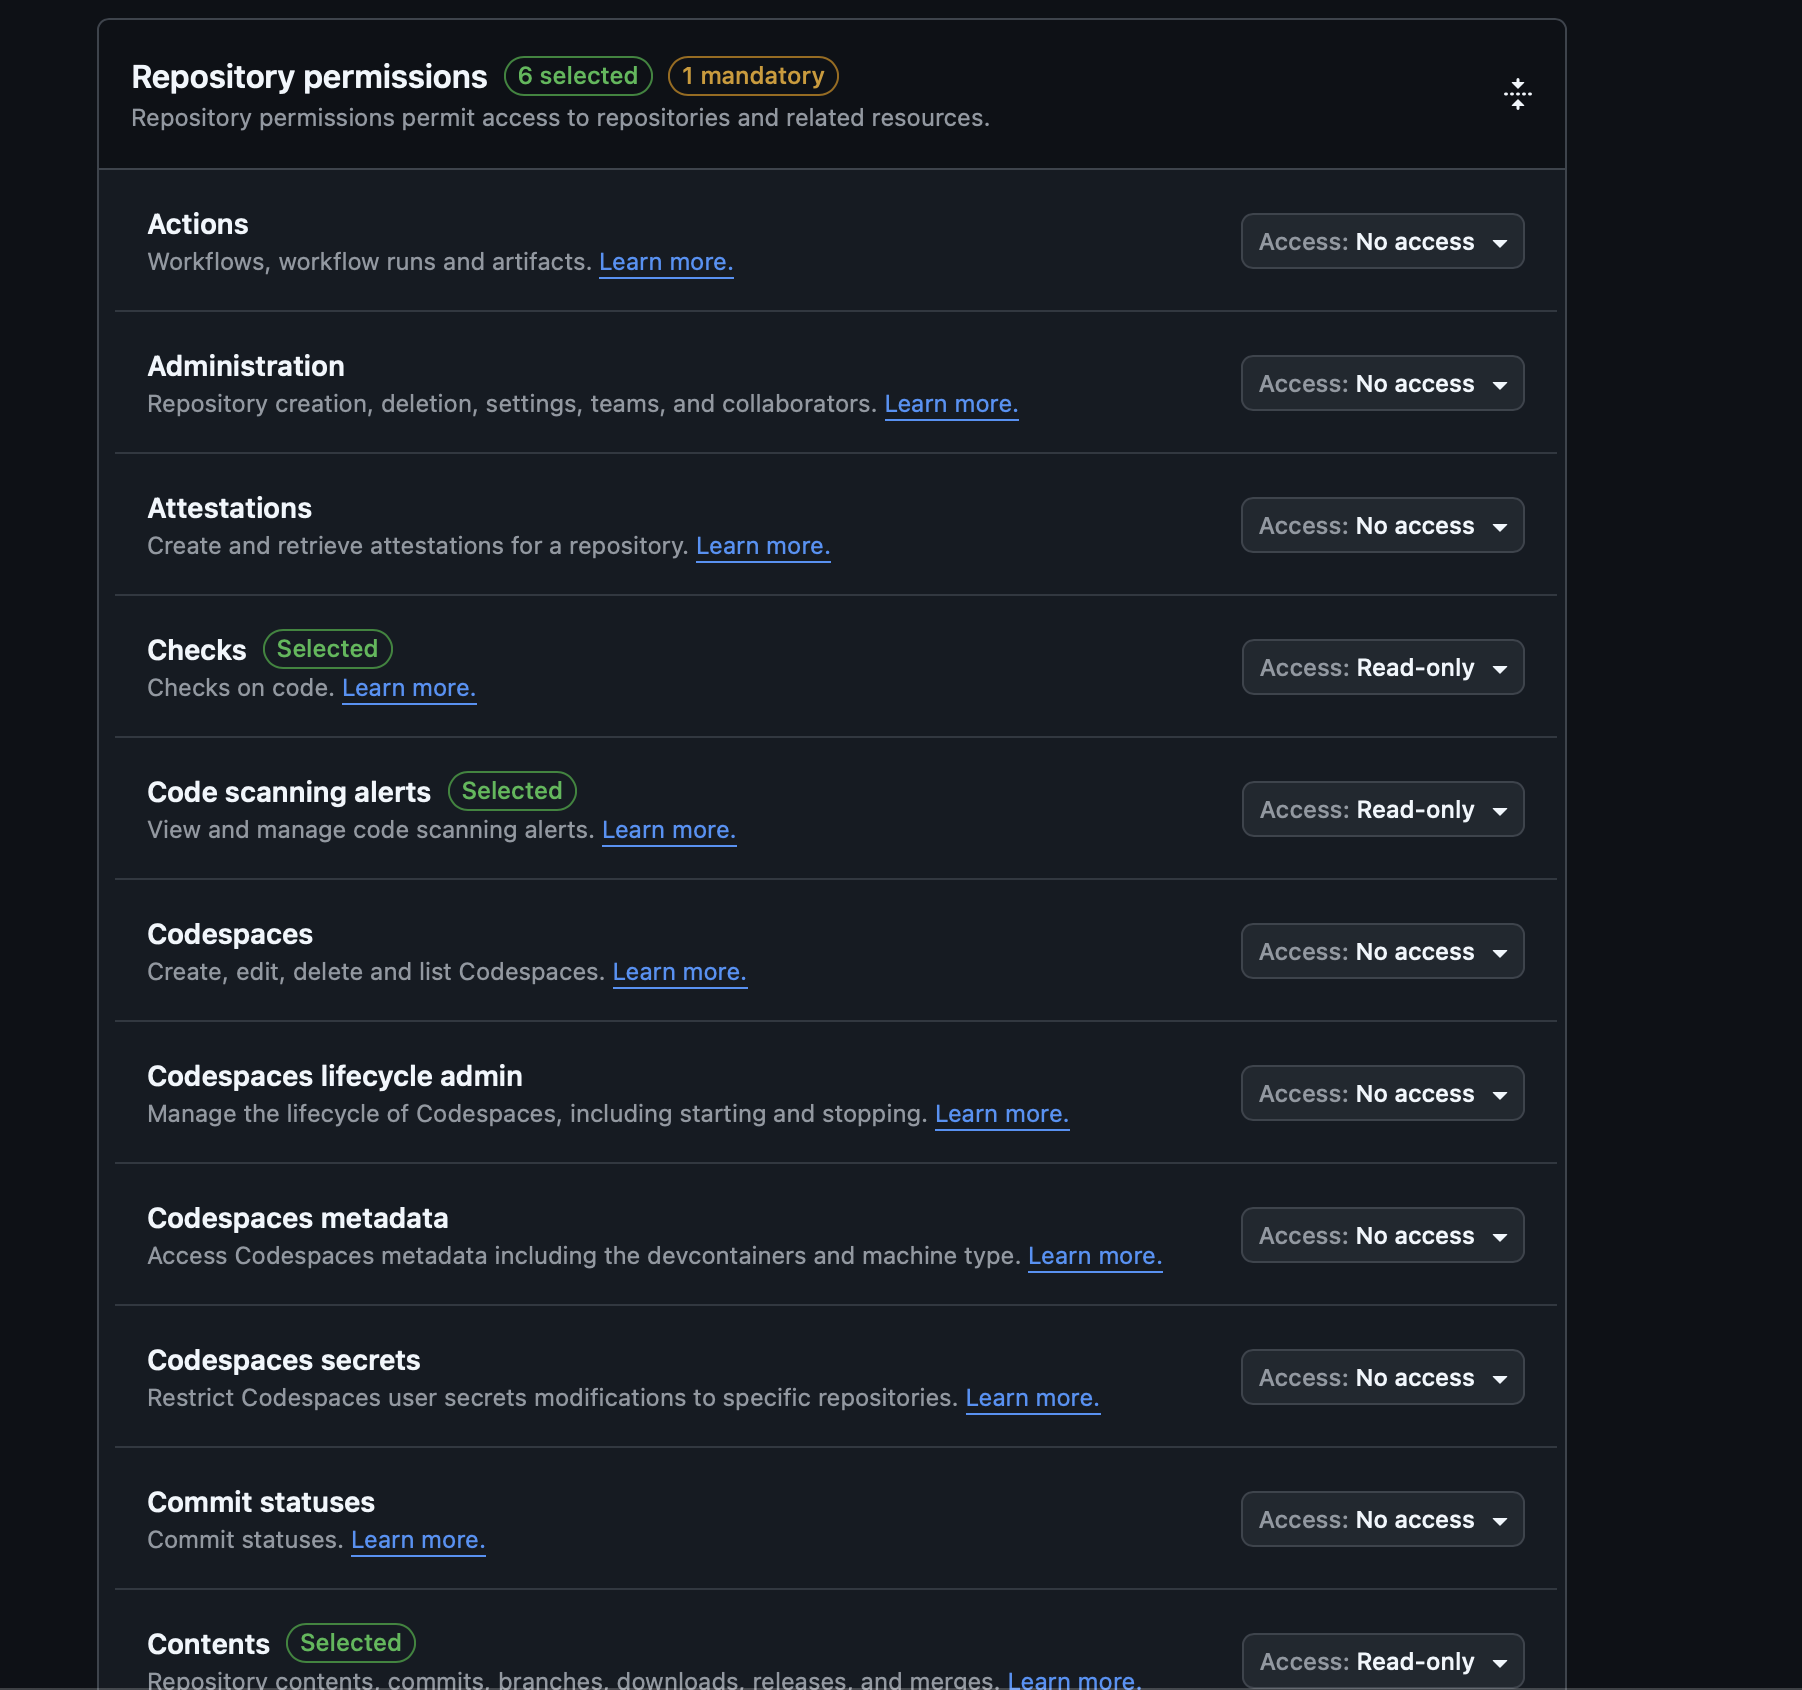 Repository permissions 6 selected 1 mandatory
Repository permissions permit access to repositories and related resources.
Actions
Workflows, workflow runs and artifacts. Learn more.
Access: No access
Administration
Repository creation, deletion, settings, teams, and collaborators. Learn more.
Access: No access
Attestations
Create and retrieve attestations for a repository. Learn more.
Access: No access
Checks Selected
Checks on code. Learn more.
Access: Read-only
Code scanning alerts Selected
View and manage code scanning alerts. Learn more.
Access: Read-only
Codespaces
Create, edit, delete and list Codespaces. Learn more.
Access: No access
Codespaces lifecycle admin
Manage the lifecycle of Codespaces, including starting and stopping. Learn more.
Access: No access
Codespaces metadata
Access Codespaces metadata including the devcontainers and machine type. Learn more.
Access: No access
Codespaces secrets
Restrict Codespaces user secrets modifications to specific repositories. Learn more.
Access: No access
Commit statuses
Commit statuses. Learn more.
Access: No access
Contents Selected
Repository contents, commits, branches, downloads, releases, and merges. Learn more.
Access: Read-only